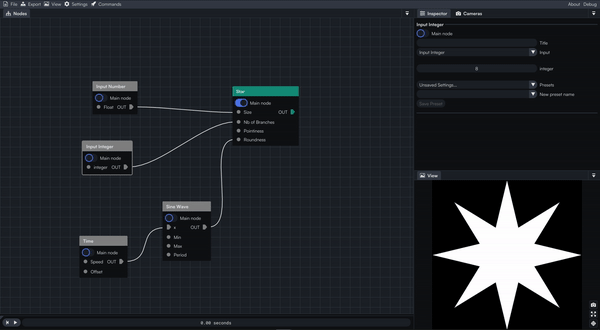 File Export View Settings Commands
About Debug
Nodes
Inspector Cameras
Input Integer
Main node
Title
Input Integer Input
8 Integer
Unsaved Settings... Presets
New preset name
Save Preset
Input Number
Main node
Float OUT
Star
Main node
Size OUT
Nb of Branches
Pointiness
Roundness
Input Integer
Main node
Integer OUT
Sine Wave
Main node
x OUT
Min
Max
Period
Time
Main node
Speed OUT
Offset
View
0.00 seconds